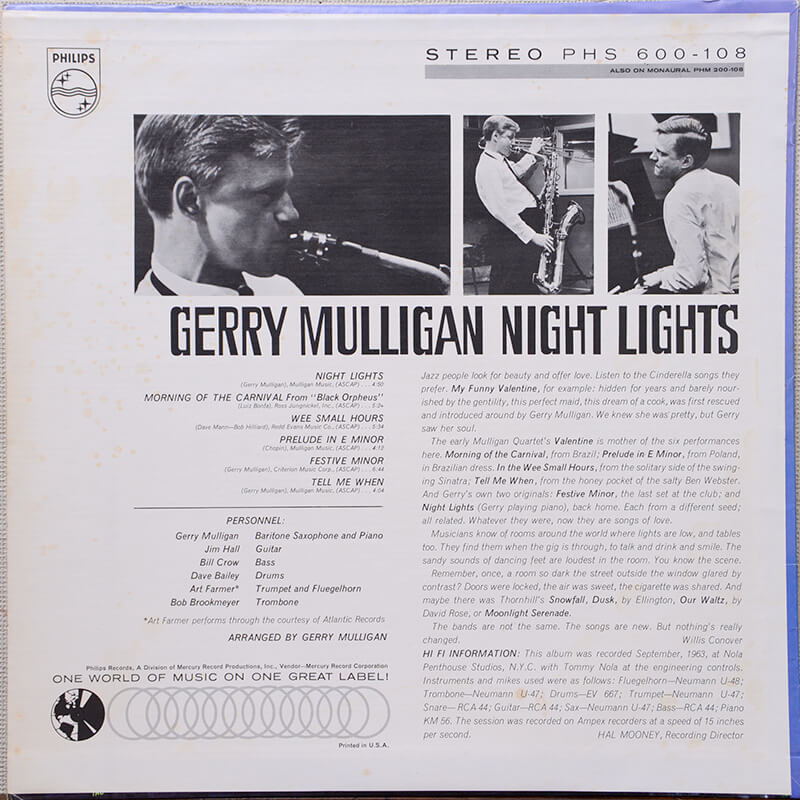 PHILIPS
STEREO PHS 600-108
ALSO ON MONAURAL PHM 200-108
GERRY MULLIGAN NIGHT LIGHTS
NIGHT LIGHTS
(Gerry Mulligan), Mulligan Music, (ASCAP) . . . 4:50
MORNING OF THE CARNIVAL From "Black Orpheus"
(Luiz Bonfa), Ross Jungnickel, Inc., (ASCAP) . . . 5:24
WEE SMALL HOURS
(Dave Mann—Bob Hilliard), Redd Evans Music Co., (ASCAP) . . . 5:34
PRELUDE IN E MINOR
(Chopin), Mulligan Music, (ASCAP) . . . 4:12
FESTIVE MINOR
(Gerry Mulligan), Criterion Music Corp., (ASCAP) . . . 6:44
TELL ME WHEN
(Gerry Mulligan), Mulligan Music, (ASCAP) . . . 4:04
PERSONNEL:
Gerry Mulligan Baritone Saxophone and Piano
Jim Hall Guitar
Bill Crow Bass
Dave Bailey Drums
Art Farmer* Trumpet and Fluegelhorn
Bob Brookmeyer Trombone
*Art Farmer performs through the courtesy of Atlantic Records
ARRANGED BY GERRY MULLIGAN
Philips Records, A Division of Mercury Record Productions, Inc., Vendor—Mercury Record Corporation
ONE WORLD OF MUSIC ON ONE GREAT LABEL!
Printed in U.S.A.
Jazz people look for beauty and offer love. Listen to the Cinderella songs they
prefer. My Funny Valentine, for example: hidden for years and barely nour-
ished by the gentility, this perfect maid, this dream of a cook, was first rescued
and introduced around by Gerry Mulligan. We knew she was pretty, but Gerry
saw her soul.
The early Mulligan Quartet's Valentine is mother of the six performances
here. Morning of the Carnival, from Brazil; Prelude in E Minor, from Poland,
in Brazilian dress. In the Wee Small Hours, from the solitary side of the swing-
ing Sinatra; Tell Me When, from the honey pocket of the salty Ben Webster.
And Gerry's own two originals: Festive Minor, the last set at the club; and
Night Lights (Gerry playing piano), back home. Each from a different seed;
all related. Whatever they were, now they are songs of love.
Musicians know of rooms around the world where lights are low, and tables
too. They find them when the gig is through, to talk and drink and smile. The
sandy sounds of dancing feet are loudest in the room. You know the scene.
Remember, once, a room so dark the street outside the window glared by
contrast? Doors were locked, the air was sweet, the cigarette was shared. And
maybe there was Thornhill's Snowfall, Dusk, by Ellington, Our Waltz, by
David Rose, or Moonlight Serenade.
The bands are not the same. The songs are new. But nothing's really
changed. Willis Conover
HI FI INFORMATION: This album was recorded September, 1963, at Nola
Penthouse Studios, N.Y.C. with Tommy Nola at the engineering controls.
Instruments and mikes used were as follows: Fluegelhorn—Neumann U-48;
Trombone—Neumann U-47; Drums—EV 667; Trumpet—Neumann U-47;
Snare—RCA 44; Guitar—RCA 44; Sax—Neumann U-47; Bass—RCA 44; Piano
KM 56. The session was recorded on Ampex recorders at a speed of 15 inches
per second. HAL MOONEY, Recording Director